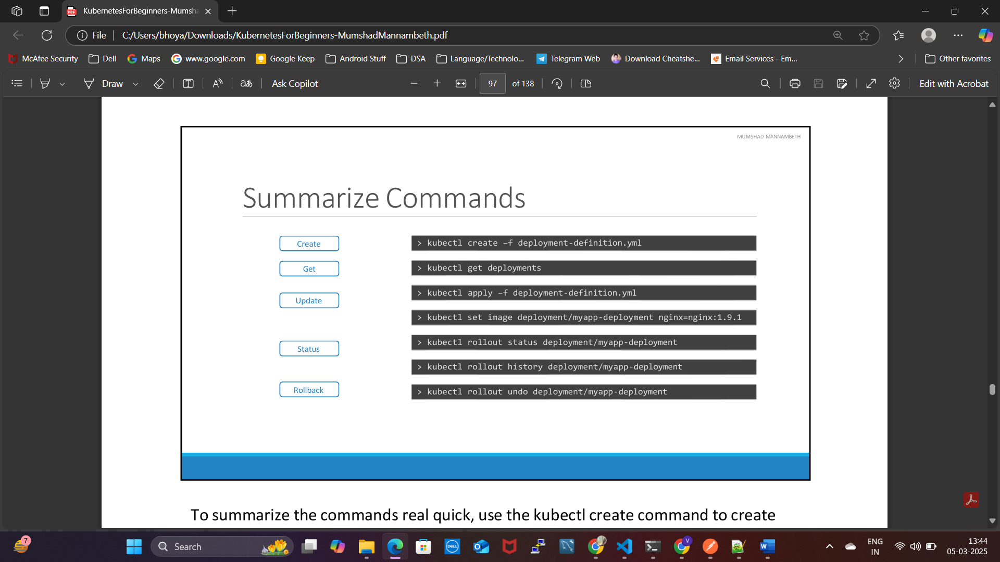 KubernetesForBeginners-Mumsha
File
C:/Users/bhoya/Downloads/KubernetesForBeginners-MumshadMannambeth.pdf
McAfee Security
Dell
Maps
www.google.com
Google Keep
Android Stuff
DSA
Language/Technolo...
Telegram Web
Download Cheatshe...
Email Services - Em...
Other favorites
Draw
Ask Copilot
97
of 138
Edit with Acrobat
MUMSHAD MANNAMBETH
Summarize Commands
Create
> kubectl create –f deployment-definition.yml
Get
> kubectl get deployments
Update
> kubectl apply –f deployment-definition.yml
> kubectl set image deployment/myapp-deployment nginx=nginx:1.9.1
Status
> kubectl rollout status deployment/myapp-deployment
> kubectl rollout history deployment/myapp-deployment
Rollback
> kubectl rollout undo deployment/myapp-deployment
To summarize the commands real quick, use the kubectl create command to create
7
Search
ENG
IN
13:44
05-03-2025